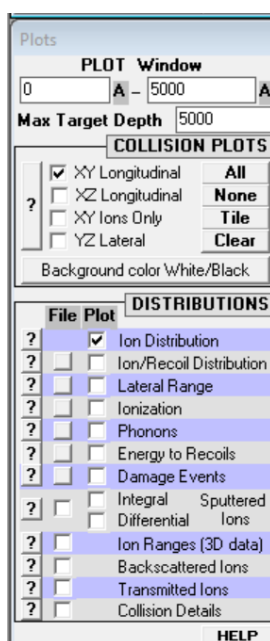 Plots
PLOT Window
0 A - 5000 A
Max Target Depth 5000
COLLISION PLOTS
? XY Longitudinal All
XZ Longitudinal None
XY Ions Only Tile
YZ Lateral Clear
Background color White/Black
File Plot DISTRIBUTIONS
? Ion Distribution
? Ion/Recoil Distribution
? Lateral Range
? Ionization
? Phonons
? Energy to Recoils
? Damage Events
? Integral Sputtered
Differential Ions
? Ion Ranges (3D data)
? Backscattered Ions
? Transmitted Ions
? Collision Details
HELP